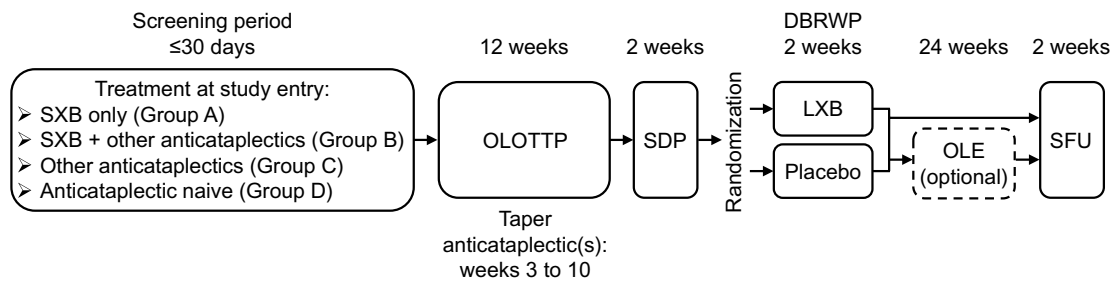 Screening period
≤30 days
12 weeks
2 weeks
DBRWP
2 weeks
24 weeks
2 weeks
Treatment at study entry:
➢ SXB only (Group A)
➢ SXB + other anticataplectics (Group B)
➢ Other anticataplectics (Group C)
➢ Anticataplectic naive (Group D)
OLOTTP
SDP
Randomization
LXB
Placebo
OLE
(optional)
SFU
Taper
anticataplectic(s):
weeks 3 to 10